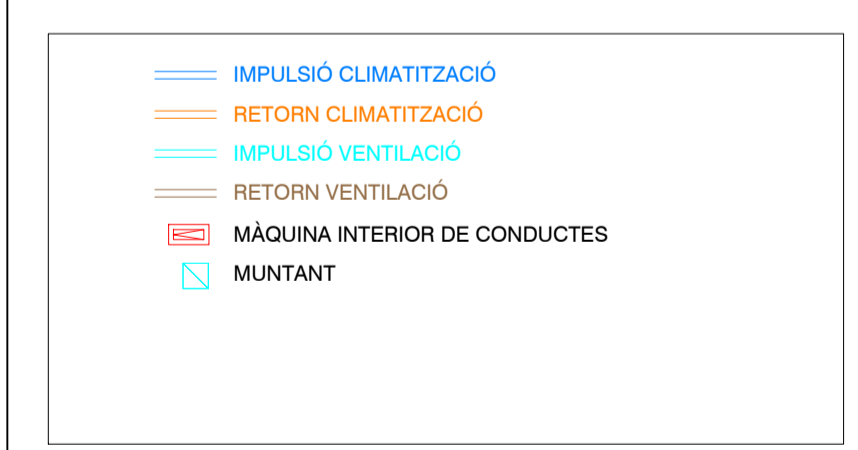 IMPULSIÓ CLIMATITZACIÓ
RETORN CLIMATITZACIÓ
IMPULSIÓ VENTILACIÓ
RETORN VENTILACIÓ
MÀQUINA INTERIOR DE CONDUCTES
MUNTANT